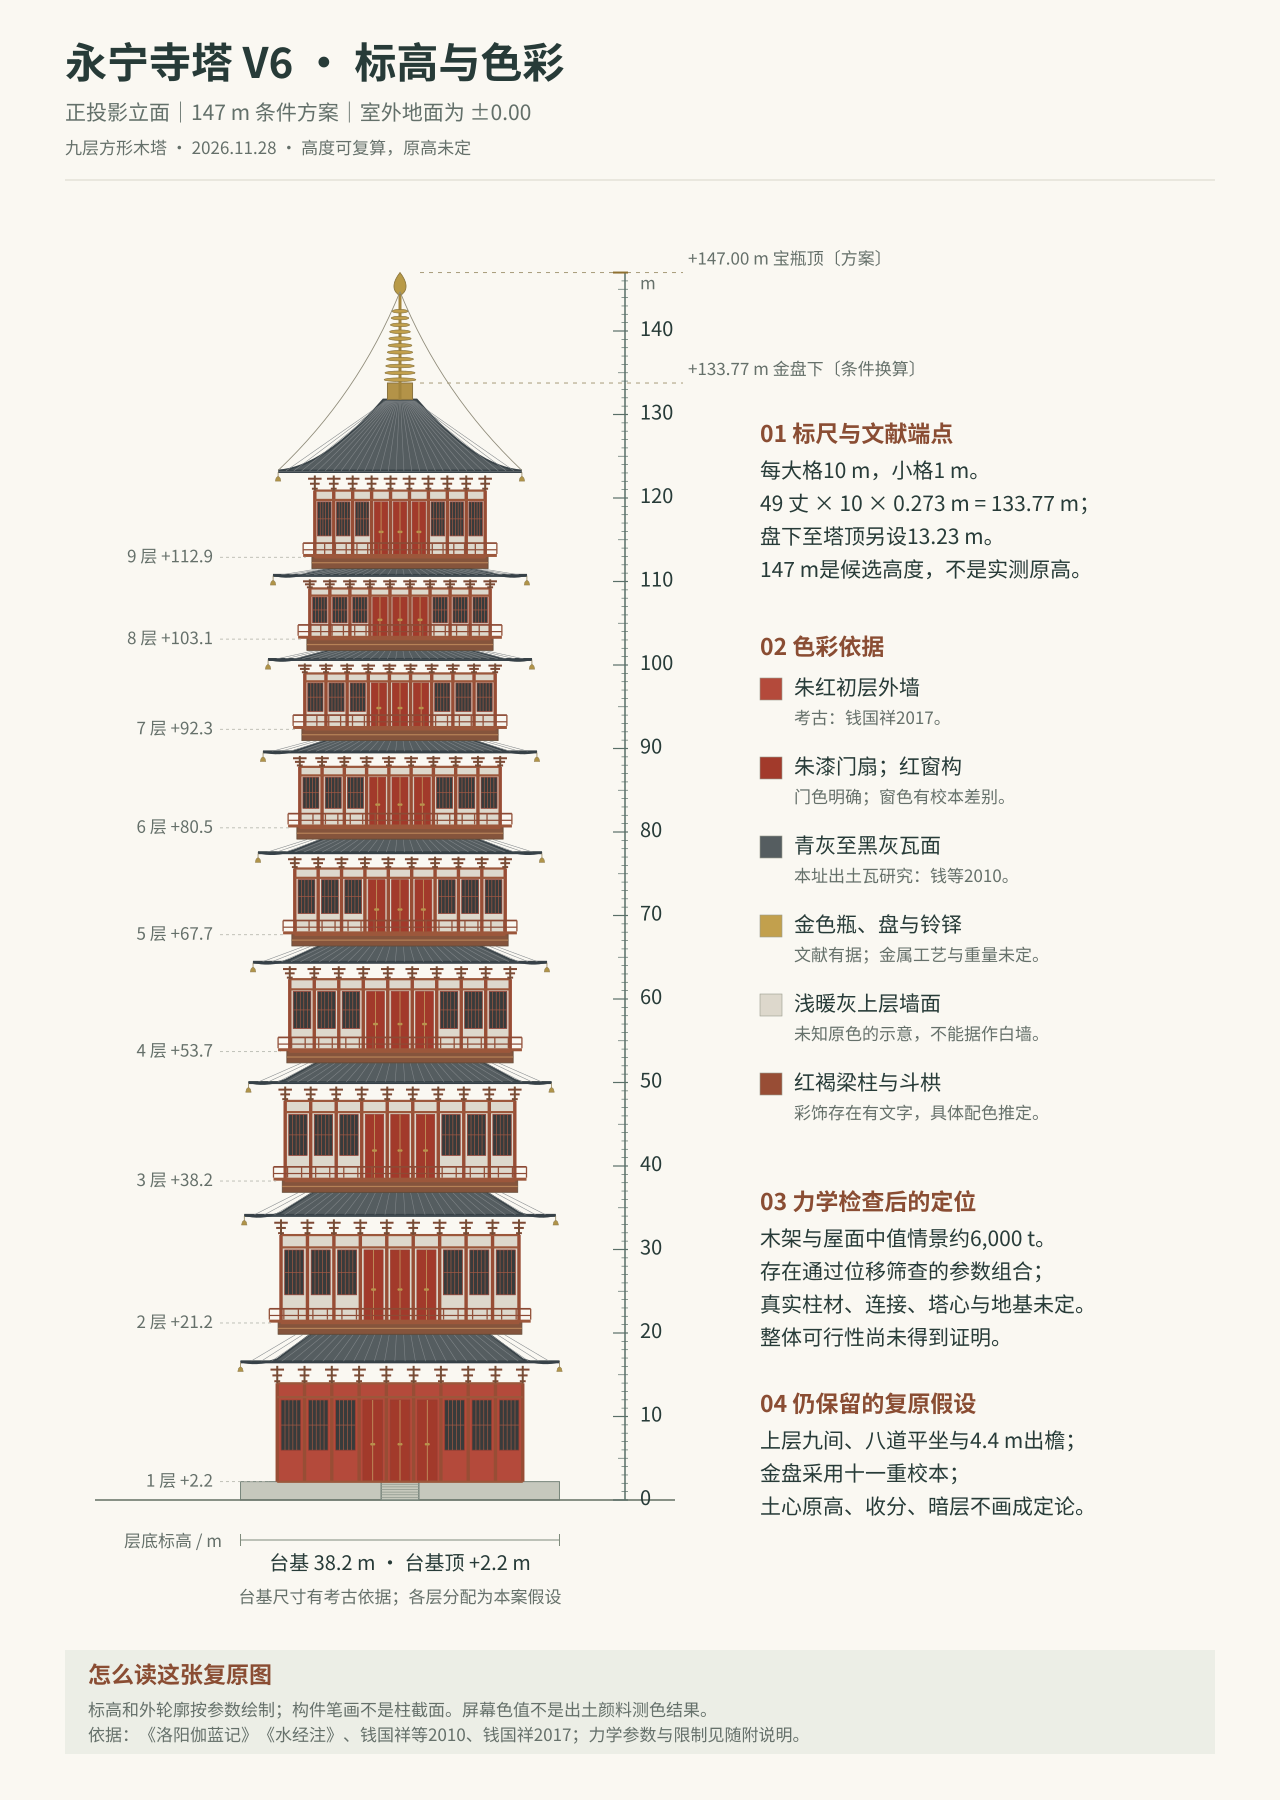 永宁寺塔 V6 · 标高与色彩
正投影立面｜147 m 条件方案｜室外地面为 ±0.00
九层方形木塔 · 2026.11.28 · 高度可复算，原高未定
+147.00 m 宝瓶顶〔方案〕
m
140
+133.77 m 金盘下〔条件换算〕
130
120
110
100
90
80
70
60
50
40
30
20
10
0
9 层 +112.9
8 层 +103.1
7 层 +92.3
6 层 +80.5
5 层 +67.7
4 层 +53.7
3 层 +38.2
2 层 +21.2
1 层 +2.2
层底标高 / m
台基 38.2 m · 台基顶 +2.2 m
台基尺寸有考古依据；各层分配为本案假设
01 标尺与文献端点
每大格10 m，小格1 m。
49 丈 × 10 × 0.273 m = 133.77 m；
盘下至塔顶另设13.23 m。
147 m是候选高度，不是实测原高。
02 色彩依据
朱红初层外墙
考古：钱国祥2017。
朱漆门扇；红窗构
门色明确；窗色有校本差别。
青灰至黑灰瓦面
本址出土瓦研究：钱等2010。
金色瓶、盘与铃铎
文献有据；金属工艺与重量未定。
浅暖灰上层墙面
未知原色的示意，不能据作白墙。
红褐梁柱与斗栱
彩饰存在有文字，具体配色推定。
03 力学检查后的定位
木架与屋面中值情景约6,000 t。
存在通过位移筛查的参数组合；
真实柱材、连接、塔心与地基未定。
整体可行性尚未得到证明。
04 仍保留的复原假设
上层九间、八道平坐与4.4 m出檐；
金盘采用十一重校本；
土心原高、收分、暗层不画成定论。
怎么读这张复原图
标高和外轮廓按参数绘制；构件笔画不是柱截面。屏幕色值不是出土颜料测色结果。
依据：《洛阳伽蓝记》《水经注》、钱国祥等2010、钱国祥2017；力学参数与限制见随附说明。